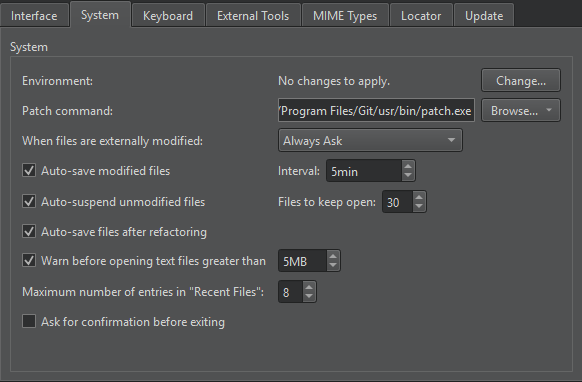 Interface System Keyboard External Tools MIME Types Locator Update
System
Environment: No changes to apply. Change...
Patch command: /Program Files/Git/usr/bin/patch.exe Browse...
When files are externally modified: Always Ask
Auto-save modified files Interval: 5min
Auto-suspend unmodified files Files to keep open: 30
Auto-save files after refactoring
Warn before opening text files greater than 5MB
Maximum number of entries in "Recent Files": 8
Ask for confirmation before exiting